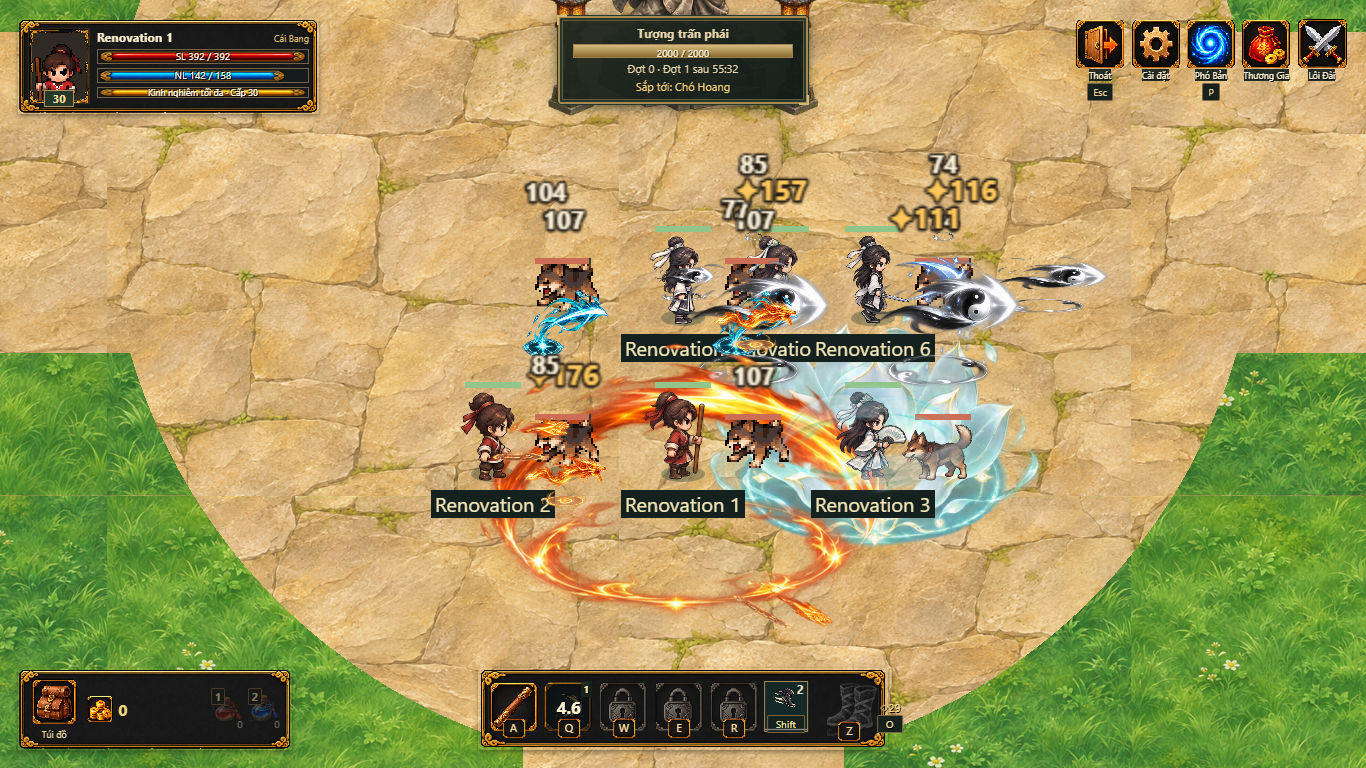 Renovation 1
Cái Bang
SL 392 / 392
NL 142 / 158
Kinh nghiệm tối đa - Cấp 30
30
Tượng trấn phái
2000 / 2000
Đợt 0 · Đợt 1 sau 55:32
Sắp tới: Chó Hoang
Thoát
Cài đặt
Phó Bản
Thương Gia
Lôi Đài
Esc
P
85
157
74
116
104
107
77
107
111
Renovation 6
85
176
107
Renovation 2
Renovation 1
Renovation 3
Túi đồ
0
1
0
2
0
A
4.6
1
Q
W
E
R
2
Shift
Z
29
O